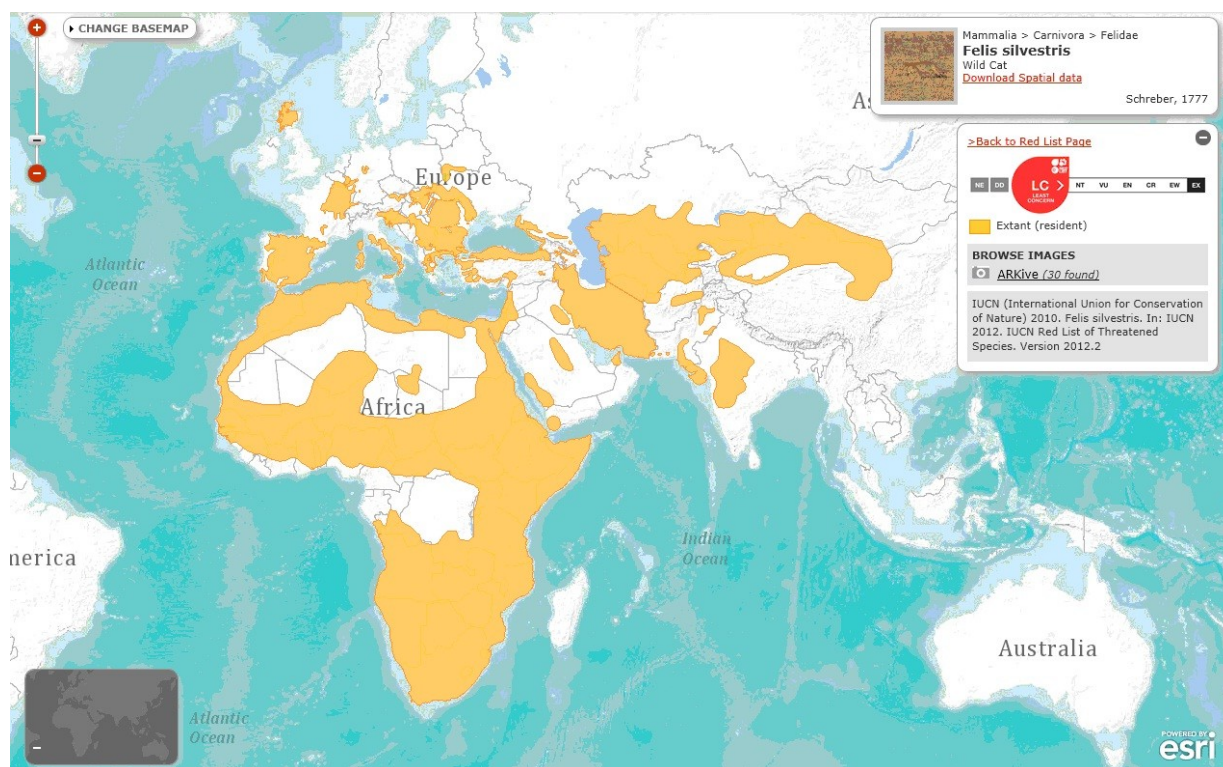 CHANGE BASEMAP
Mammalia > Carnivora > Felidae
Felis silvestris
Wild Cat
Download Spatial data
Schreber, 1777
>Back to Red List Page
NE DD LC NT VU EN CR EW EX
LEAST
CONCERN
Extant (resident)
BROWSE IMAGES
ARKive (30 found)
IUCN (International Union for Conservation
of Nature) 2010. Felis silvestris. In: IUCN
2012. IUCN Red List of Threatened
Species. Version 2012.2
As
Europe
Atlantic
Ocean
Africa
Indian
Ocean
merica
Australia
Atlantic
Ocean
POWERED BY
esri